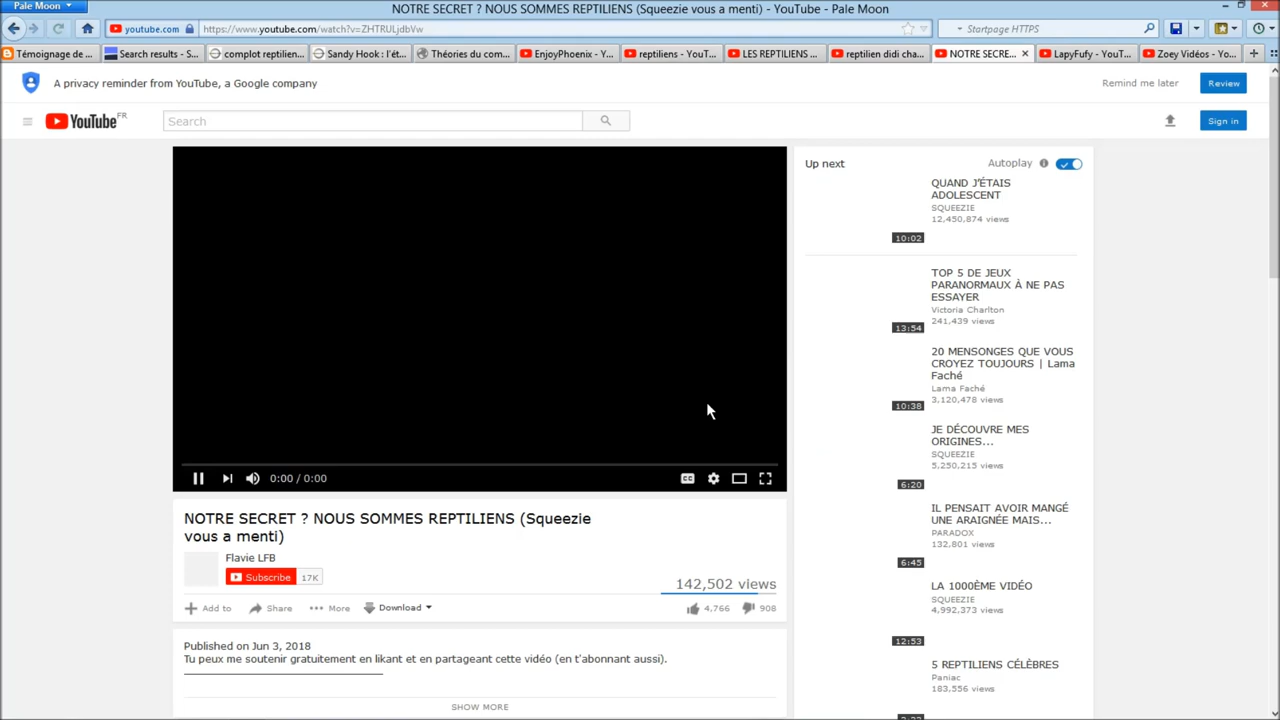 Pale Moon
NOTRE SECRET ? NOUS SOMMES REPTILIENS (Squeezie vous a menti) - YouTube - Pale Moon
youtube.com
https://www.youtube.com/watch?v=ZHTRULjdbVw
Startpage HTTPS
Témoignage de
Search results - S...
complot reptilien...
Sandy Hook : l'ét...
Théories du com...
EnjoyPhoenix - Y...
reptiliens - YouT...
LES REPTILIENS ...
reptilien didi cha...
NOTRE SECRE...
LapyFufy - YouT...
Zoey Vidéos - Yo...
A privacy reminder from YouTube, a Google company
Remind me later
Review
YouTube FR
Search
Sign in
Up next
Autoplay
QUAND J'ÉTAIS
ADOLESCENT
SQUEEZIE
12,450,874 views
10:02
TOP 5 DE JEUX
PARANORMAUX À NE PAS
ESSAYER
Victoria Charlton
241,439 views
13:54
20 MENSONGES QUE VOUS
CROYEZ TOUJOURS | Lama
Faché
Lama Faché
3,120,478 views
10:38
JE DÉCOUVRE MES
ORIGINES...
SQUEEZIE
5,250,215 views
6:20
IL PENSAIT AVOIR MANGÉ
UNE ARAIGNÉE MAIS...
PARADOX
132,801 views
6:45
LA 1000ÈME VIDÉO
SQUEEZIE
4,992,373 views
12:53
5 REPTILIENS CÉLÈBRES
Paniac
183,556 views
0:00 / 0:00
CC
NOTRE SECRET ? NOUS SOMMES REPTILIENS (Squeezie
vous a menti)
Flavie LFB
Subscribe 17K
142,502 views
Add to
Share
More
Download
4,766
908
Published on Jun 3, 2018
Tu peux me soutenir gratuitement en likant et en partageant cette vidéo (en t'abonnant aussi).
SHOW MORE